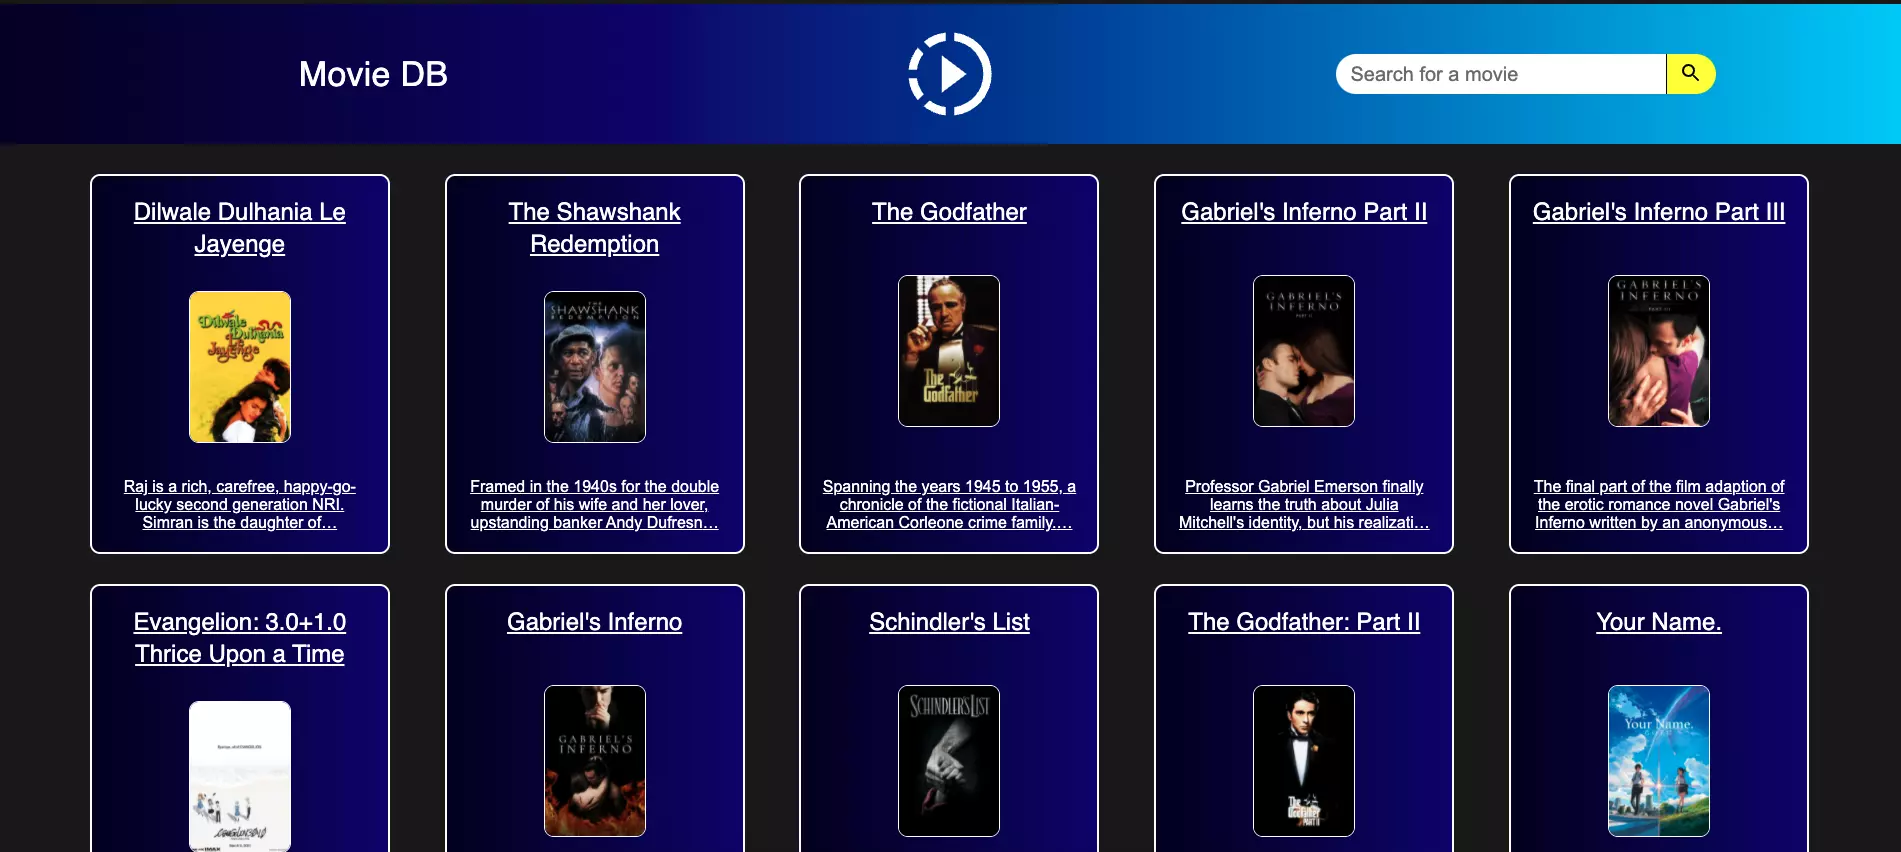 Movie DB
Search for a movie
Dilwale Dulhania Le
Jayenge
Dilwale
Dulhania
Le
Jayenge
Raj is a rich, carefree, happy-go-
lucky second generation NRI.
Simran is the daughter of…
The Shawshank
Redemption
THE
SHAWSHANK
REDEMPTION
Framed in the 1940s for the double
murder of his wife and her lover,
upstanding banker Andy Dufresn…
The Godfather
The
Godfather
Spanning the years 1945 to 1955, a
chronicle of the fictional Italian-
American Corleone crime family.…
Gabriel's Inferno Part II
GABRIEL'S
INFERNO
PART II
Professor Gabriel Emerson finally
learns the truth about Julia
Mitchell's identity, but his realizati…
Gabriel's Inferno Part III
GABRIEL'S
INFERNO
PART III
The final part of the film adaption of
the erotic romance novel Gabriel's
Inferno written by an anonymous…
Evangelion: 3.0+1.0
Thrice Upon a Time
Gabriel's Inferno
GABRIEL'S
INFERNO
Schindler's List
SCHINDLER'S LIST
The Godfather: Part II
The
Godfather
PART II
Your Name.
Your Name.